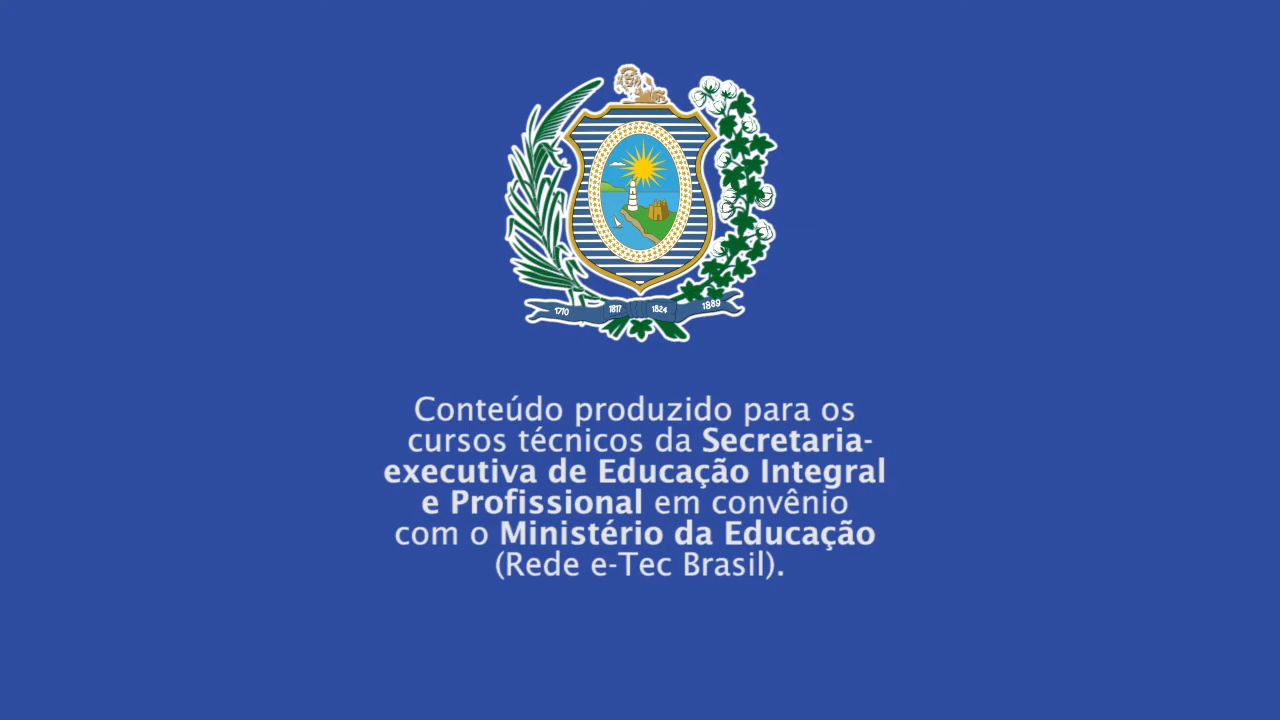 1710 1817 1824 1889
Conteúdo produzido para os
cursos técnicos da Secretaria-
executiva de Educação Integral
e Profissional em convênio
com o Ministério da Educação
(Rede e-Tec Brasil).